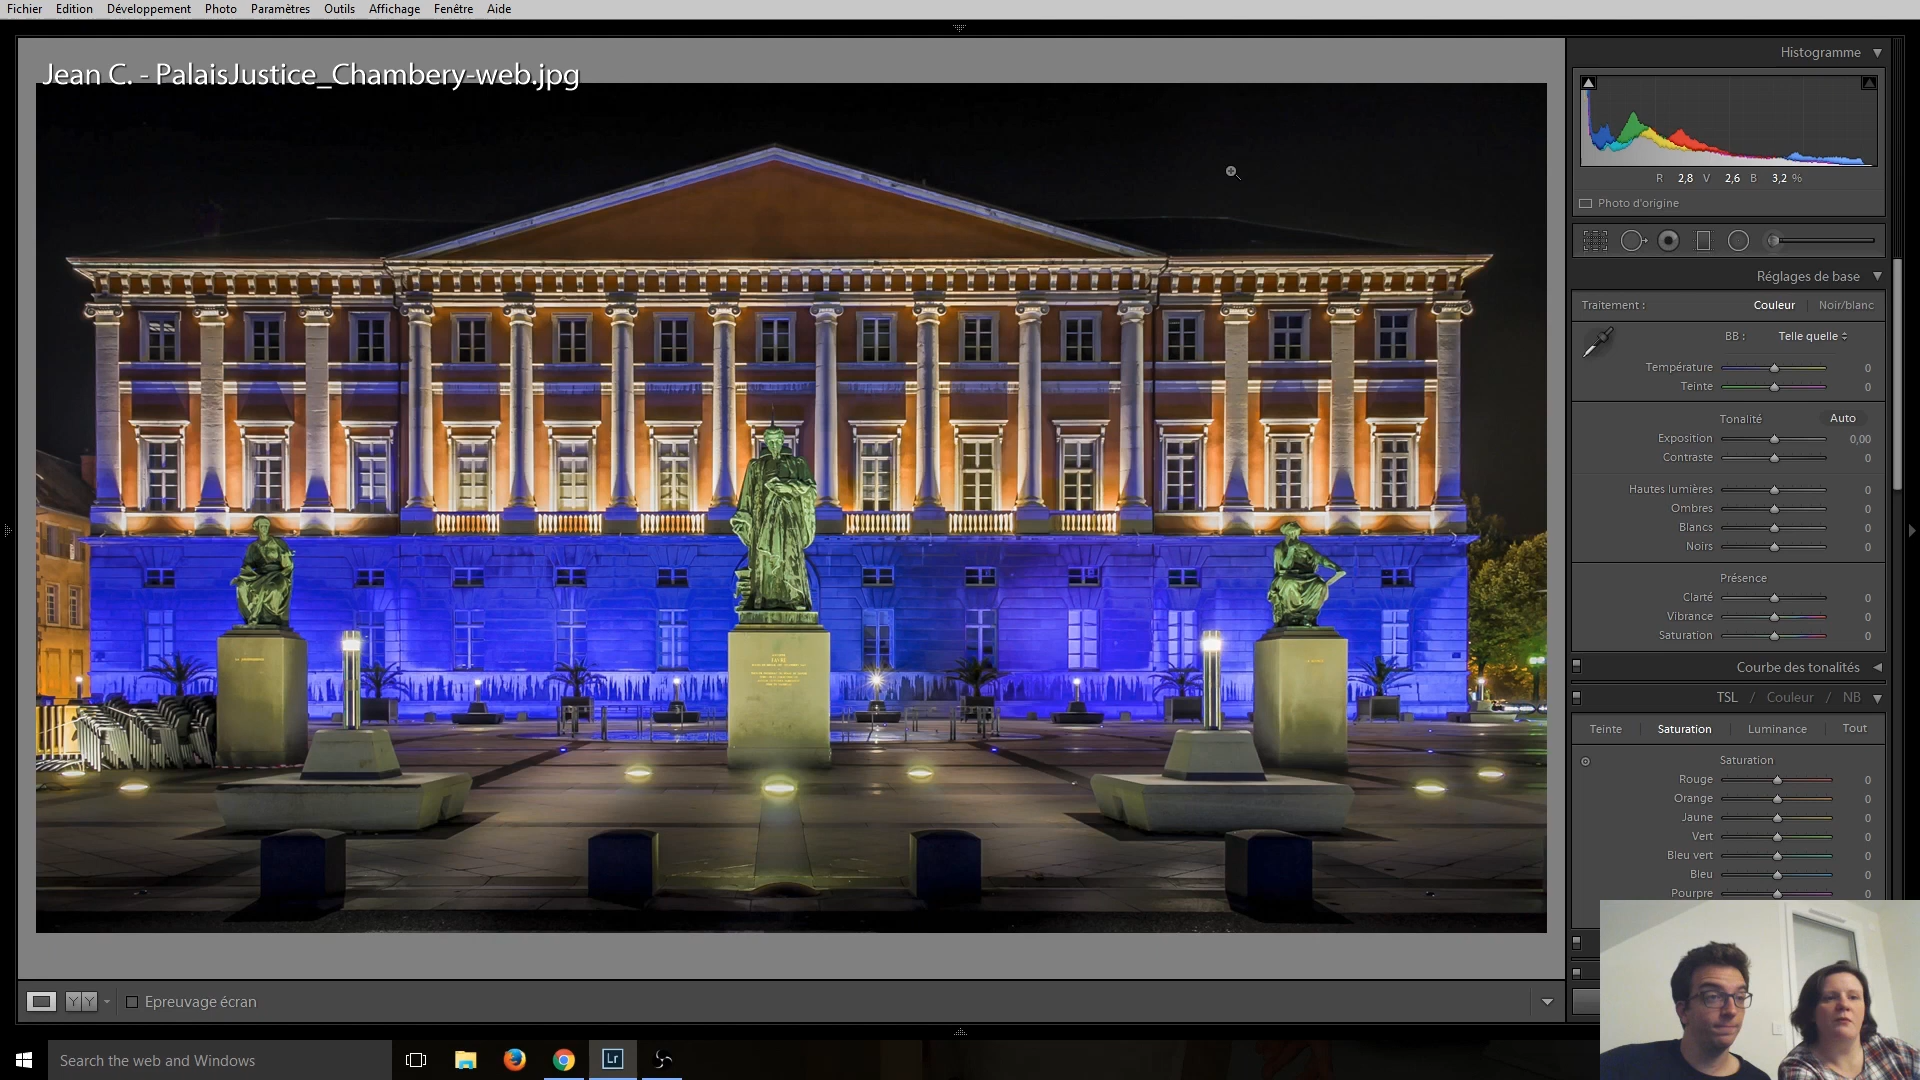 Fichier Edition Développement Photo Paramètres Outils Affichage Fenêtre Aide
Jean C. - PalaisJustice_Chambery-web.jpg
Histogramme
R 2,8 V 2,6 B 3,2 %
Photo d'origine
Réglages de base
Traitement : Couleur Noir/blanc
BB : Telle quelle
Température 0
Teinte 0
Tonalité Auto
Exposition 0,00
Contraste 0
Hautes lumières 0
Ombres 0
Blancs 0
Noirs 0
Présence
Clarté 0
Vibrance 0
Saturation 0
Courbe des tonalités
TSL / Couleur / NB
Teinte Saturation Luminance Tout
Saturation
Rouge 0
Orange 0
Jaune 0
Vert 0
Bleu vert 0
Bleu 0
Pourpre 0
YY Epreuvage écran
Search the web and Windows
Lr